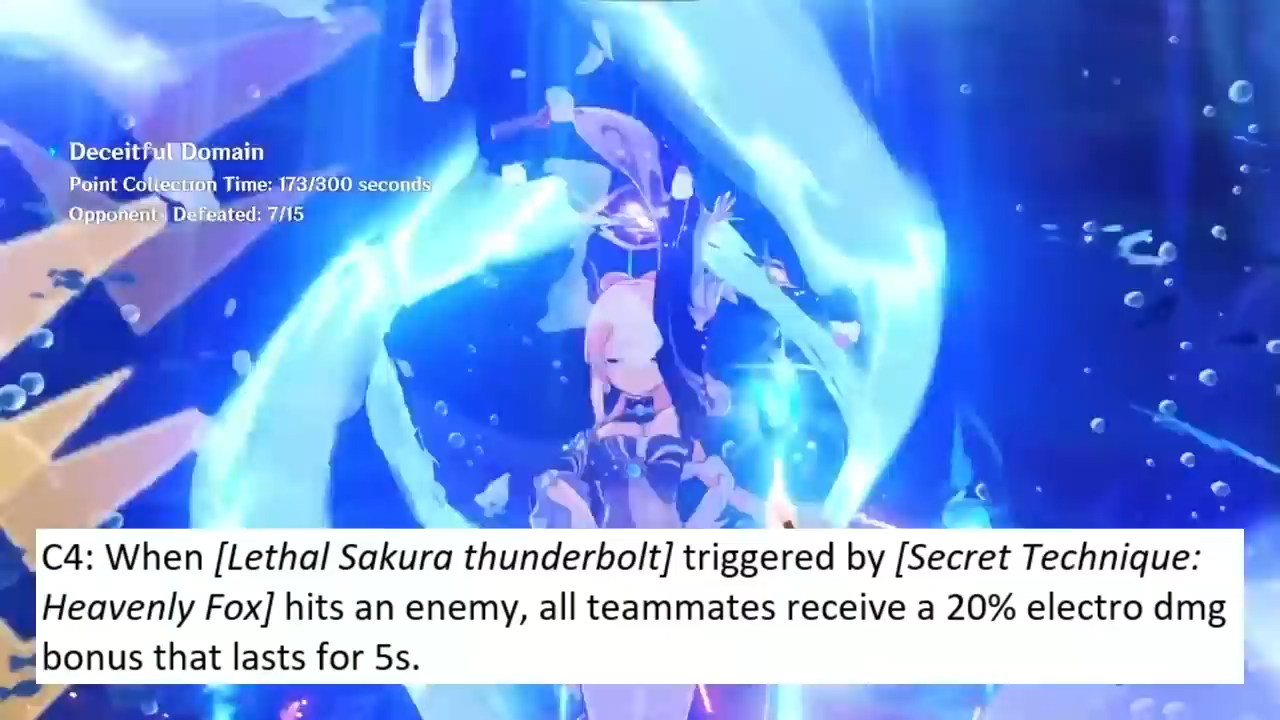 Deceitful Domain
Point Collection Time: 173/300 seconds
Opponent Defeated: 7/15
C4: When [Lethal Sakura thunderbolt] triggered by [Secret Technique:
Heavenly Fox] hits an enemy, all teammates receive a 20% electro dmg
bonus that lasts for 5s.